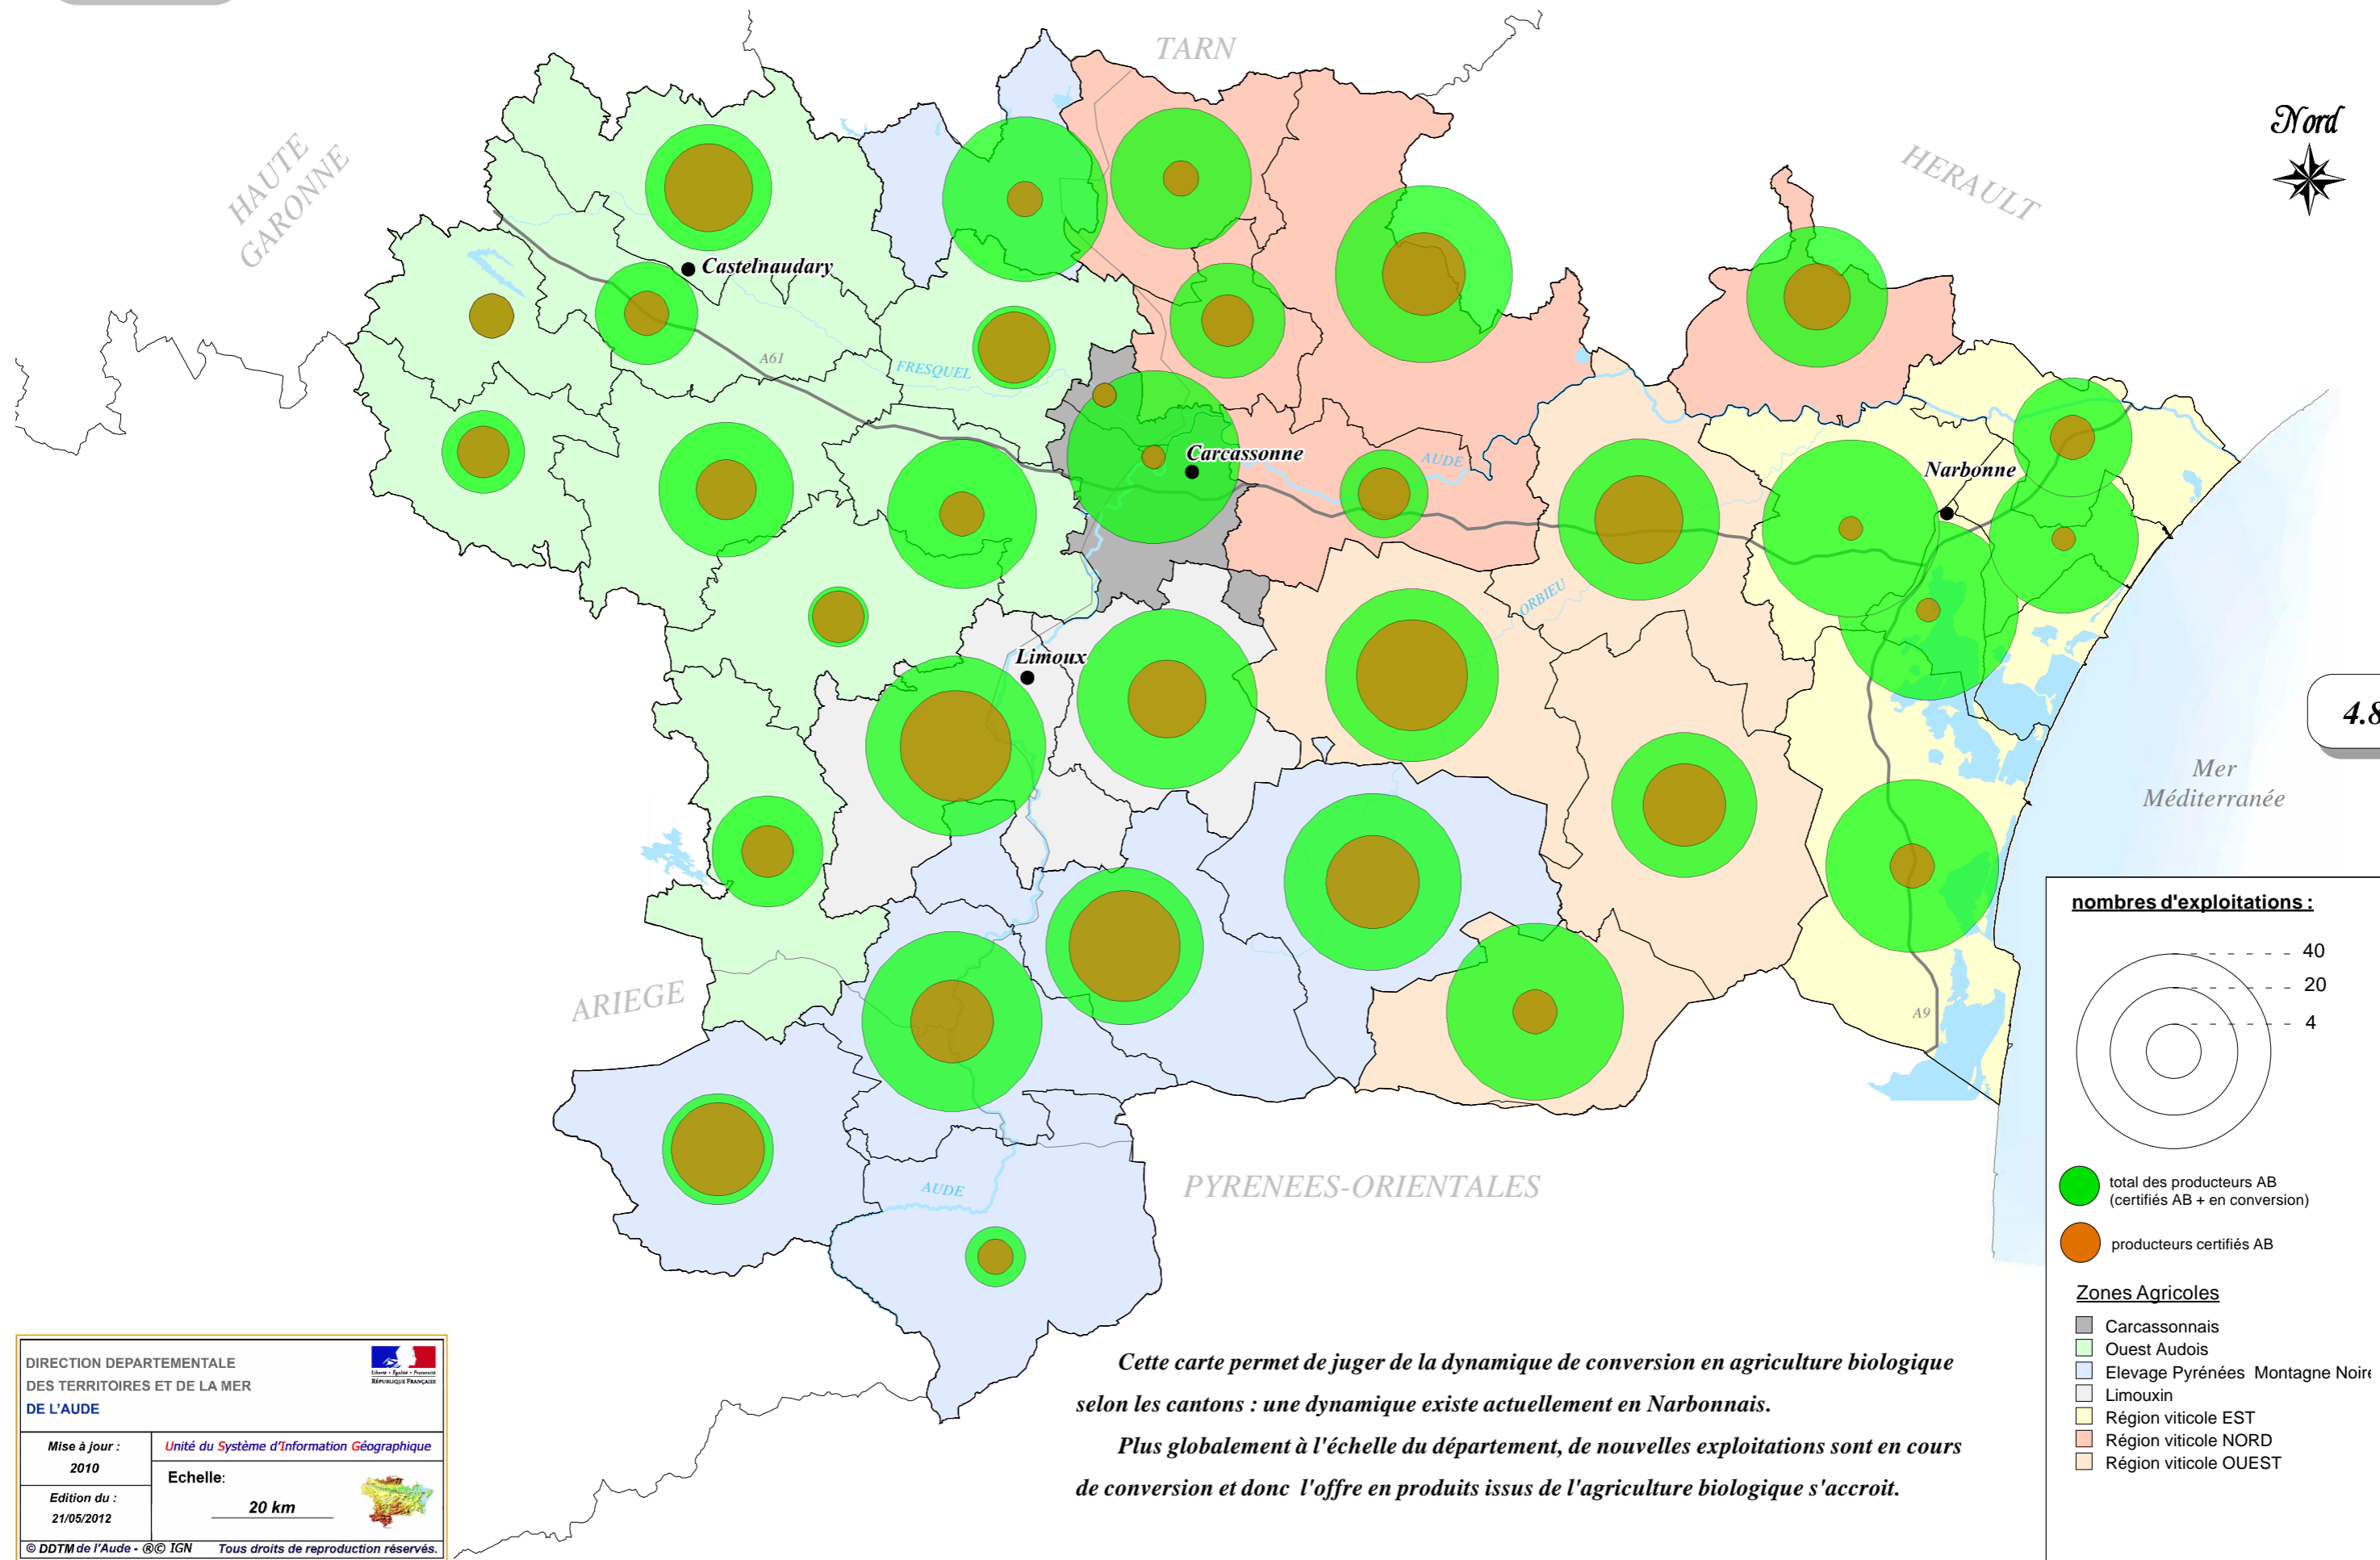 TARN
Nord
HAUTE
GARONNE
HERAULT
Castelnaudary
A61
FRESQUEL
Carcassonne
AUDE
Narbonne
ORBIEU
Limoux
4.8
Mer
Méditerranée
ARIEGE
A9
AUDE
PYRENEES-ORIENTALES
nombres d'exploitations :
40
20
4
total des producteurs AB
(certifiés AB + en conversion)
producteurs certifiés AB
Zones Agricoles
Carcassonnais
Ouest Audois
Elevage Pyrénées Montagne Noire
Limouxin
Région viticole EST
Région viticole NORD
Région viticole OUEST
Cette carte permet de juger de la dynamique de conversion en agriculture biologique
selon les cantons : une dynamique existe actuellement en Narbonnais.
Plus globalement à l'échelle du département, de nouvelles exploitations sont en cours
de conversion et donc l'offre en produits issus de l'agriculture biologique s'accroit.
DIRECTION DEPARTEMENTALE
DES TERRITOIRES ET DE LA MER
DE L'AUDE
Liberté • Égalité • Fraternité
RÉPUBLIQUE FRANÇAISE
Mise à jour :
2010
Unité du Système d'Information Géographique
Echelle:
20 km
Edition du :
21/05/2012
© DDTM de l'Aude - ®© IGN Tous droits de reproduction réservés.